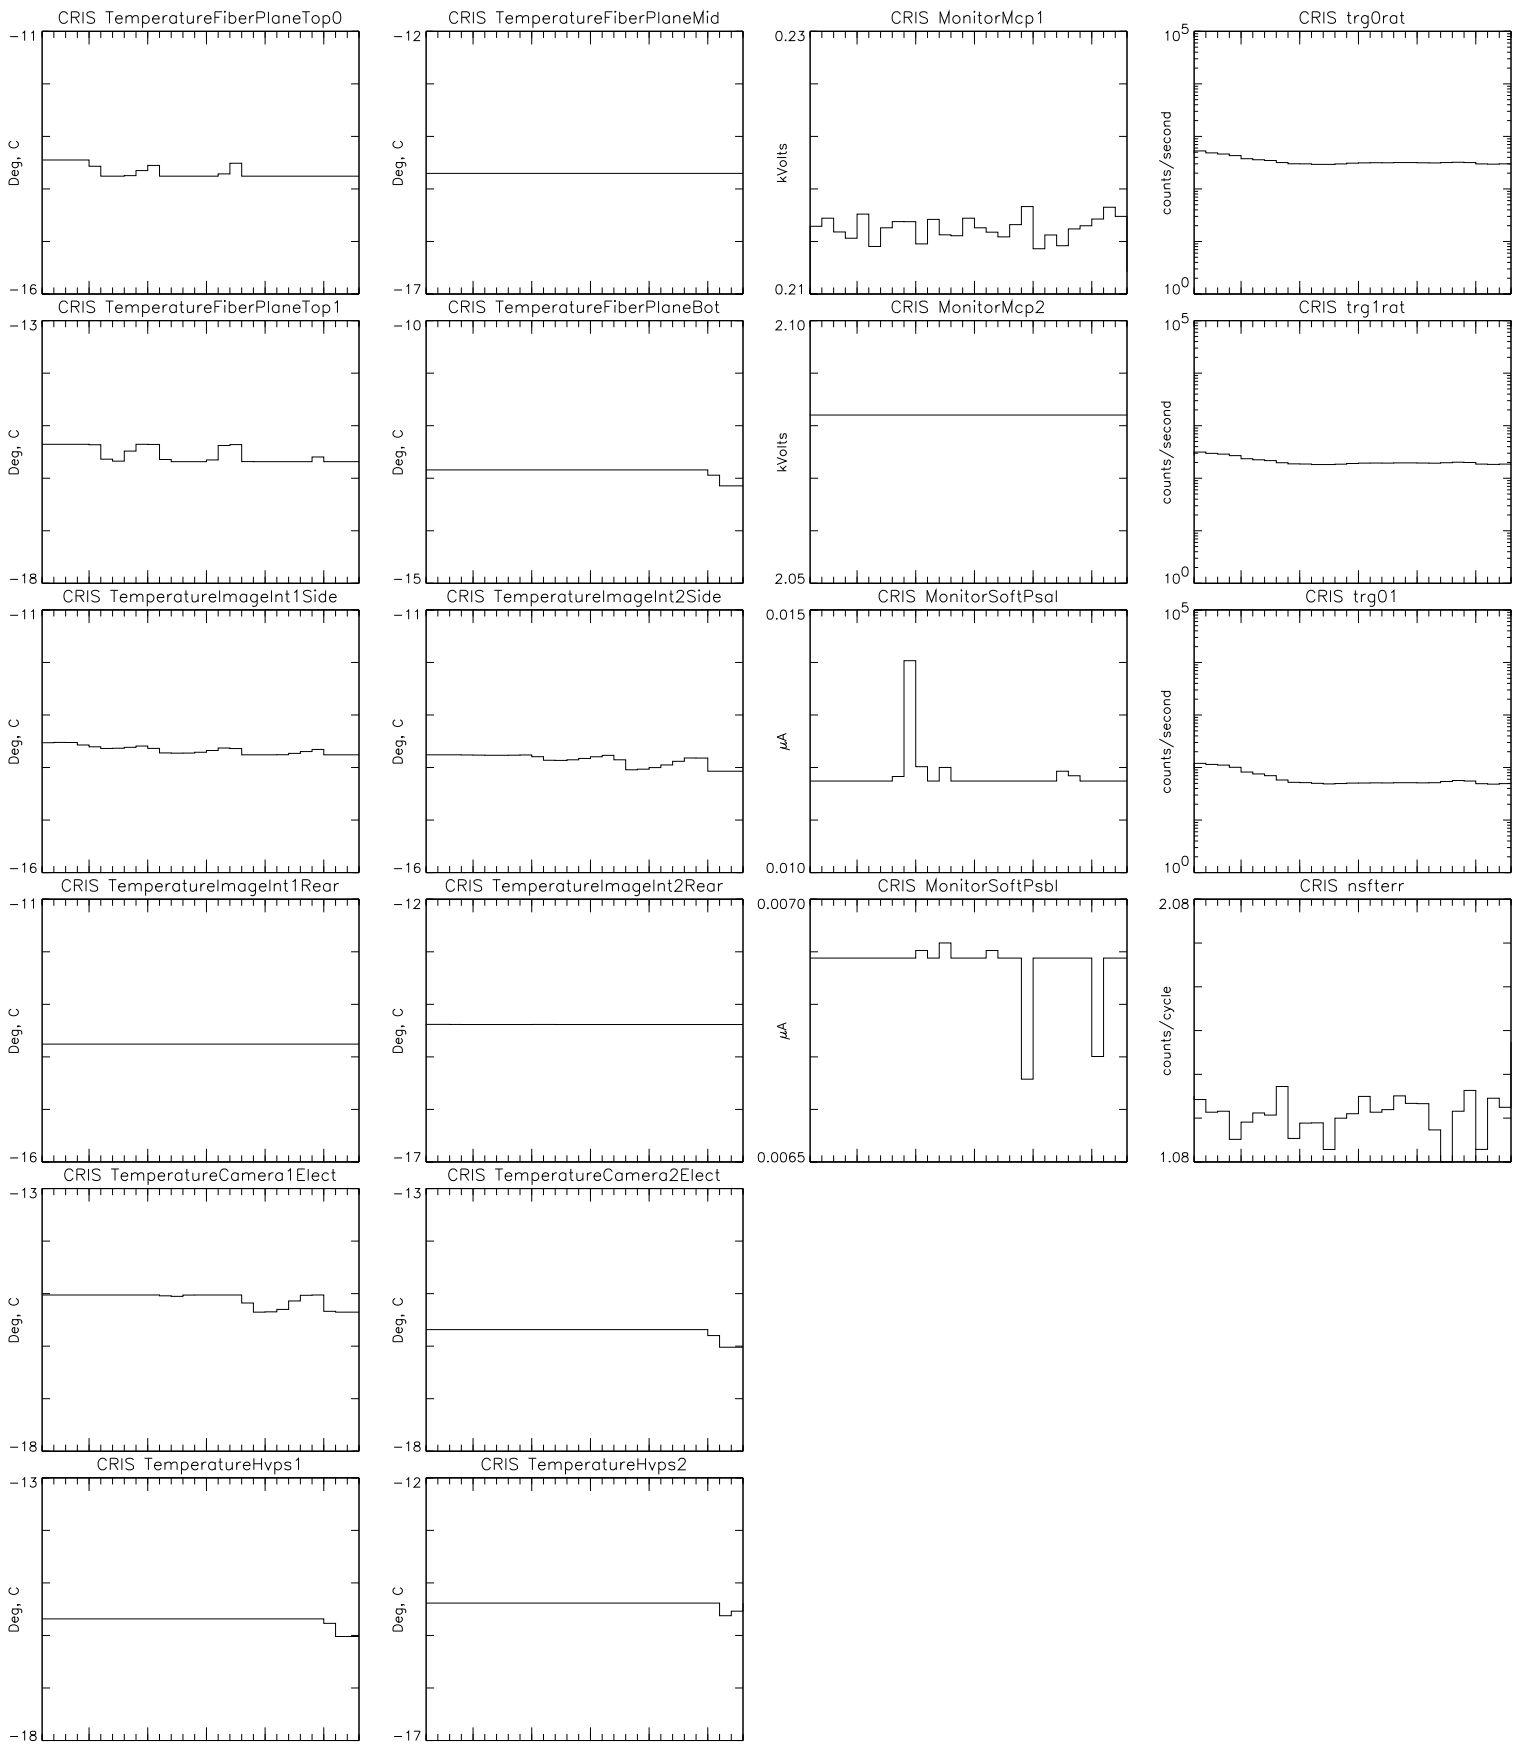 CRIS TemperatureFiberPlaneTop0
-11
Deg, C
-16
CRIS TemperatureFiberPlaneMid
-12
Deg, C
-17
CRIS MonitorMcp1
0.23
kVolts
0.21
CRIS trg0rat
10^5
counts/second
10^0
CRIS TemperatureFiberPlaneTop1
-13
Deg, C
-18
CRIS TemperatureFiberPlaneBot
-10
Deg, C
-15
CRIS MonitorMcp2
2.10
kVolts
2.05
CRIS trg1rat
10^5
counts/second
10^0
CRIS TemperatureImageInt1Side
-11
Deg, C
-16
CRIS TemperatureImageInt2Side
-11
Deg, C
-16
CRIS MonitorSoftPsaI
0.015
μA
0.010
CRIS trg01
10^5
counts/second
10^0
CRIS TemperatureImageInt1Rear
-11
Deg, C
-16
CRIS TemperatureImageInt2Rear
-12
Deg, C
-17
CRIS MonitorSoftPsbI
0.0070
μA
0.0065
CRIS nsfterr
2.08
counts/cycle
1.08
CRIS TemperatureCamera1Elect
-13
Deg, C
-18
CRIS TemperatureCamera2Elect
-13
Deg, C
-18
CRIS TemperatureHvps1
-13
Deg, C
-18
CRIS TemperatureHvps2
-12
Deg, C
-17